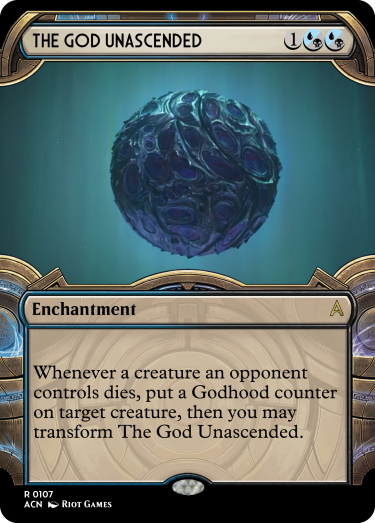 THE GOD UNASCENDED 1
Enchantment
Whenever a creature an opponent
controls dies, put a Godhood counter
on target creature, then you may
transform The God Unascended.
R 0107
ACN RIOT GAMES